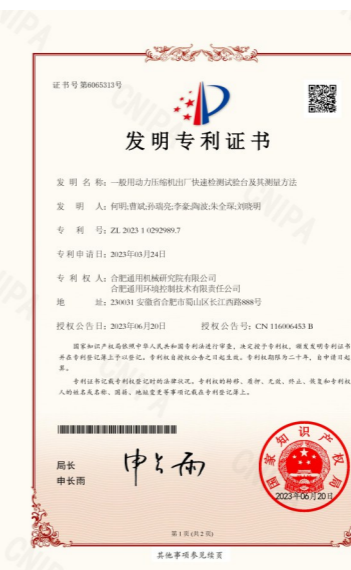 证书号第6065313号
发明专利证书
发 明 名 称：一般用动力压缩机出厂快速检测试验台及其测量方法
发 明 人：何明;曹斌;孙瑞亮;李豪;陶波;朱全琛;刘晓明
专 利 号：ZL 2023 1 0292989.7
专利申请日：2023年03月24日
专 利 权 人：合肥通用机械研究院有限公司
合肥通用环境控制技术有限责任公司
地 址：230031 安徽省合肥市蜀山区长江西路888号
授权公告日：2023年06月20日 授权公告号：CN 116006453 B
国家知识产权局依照中华人民共和国专利法进行审查，决定授予专利权，颁发发明专利证书
并在专利登记簿上予以登记。专利权自授权公告之日起生效。专利权期限为二十年，自申请日起
算。
专利证书记载专利权登记时的法律状况。专利权的转移、质押、无效、终止、恢复和专利权
人的姓名或名称、国籍、地址变更等事项记载在专利登记簿上。
局长
申长雨
申长雨
国家知识产权局
2023年06月20日
第 1 页 (共 2 页)
其他事项参见续页
CNIPA